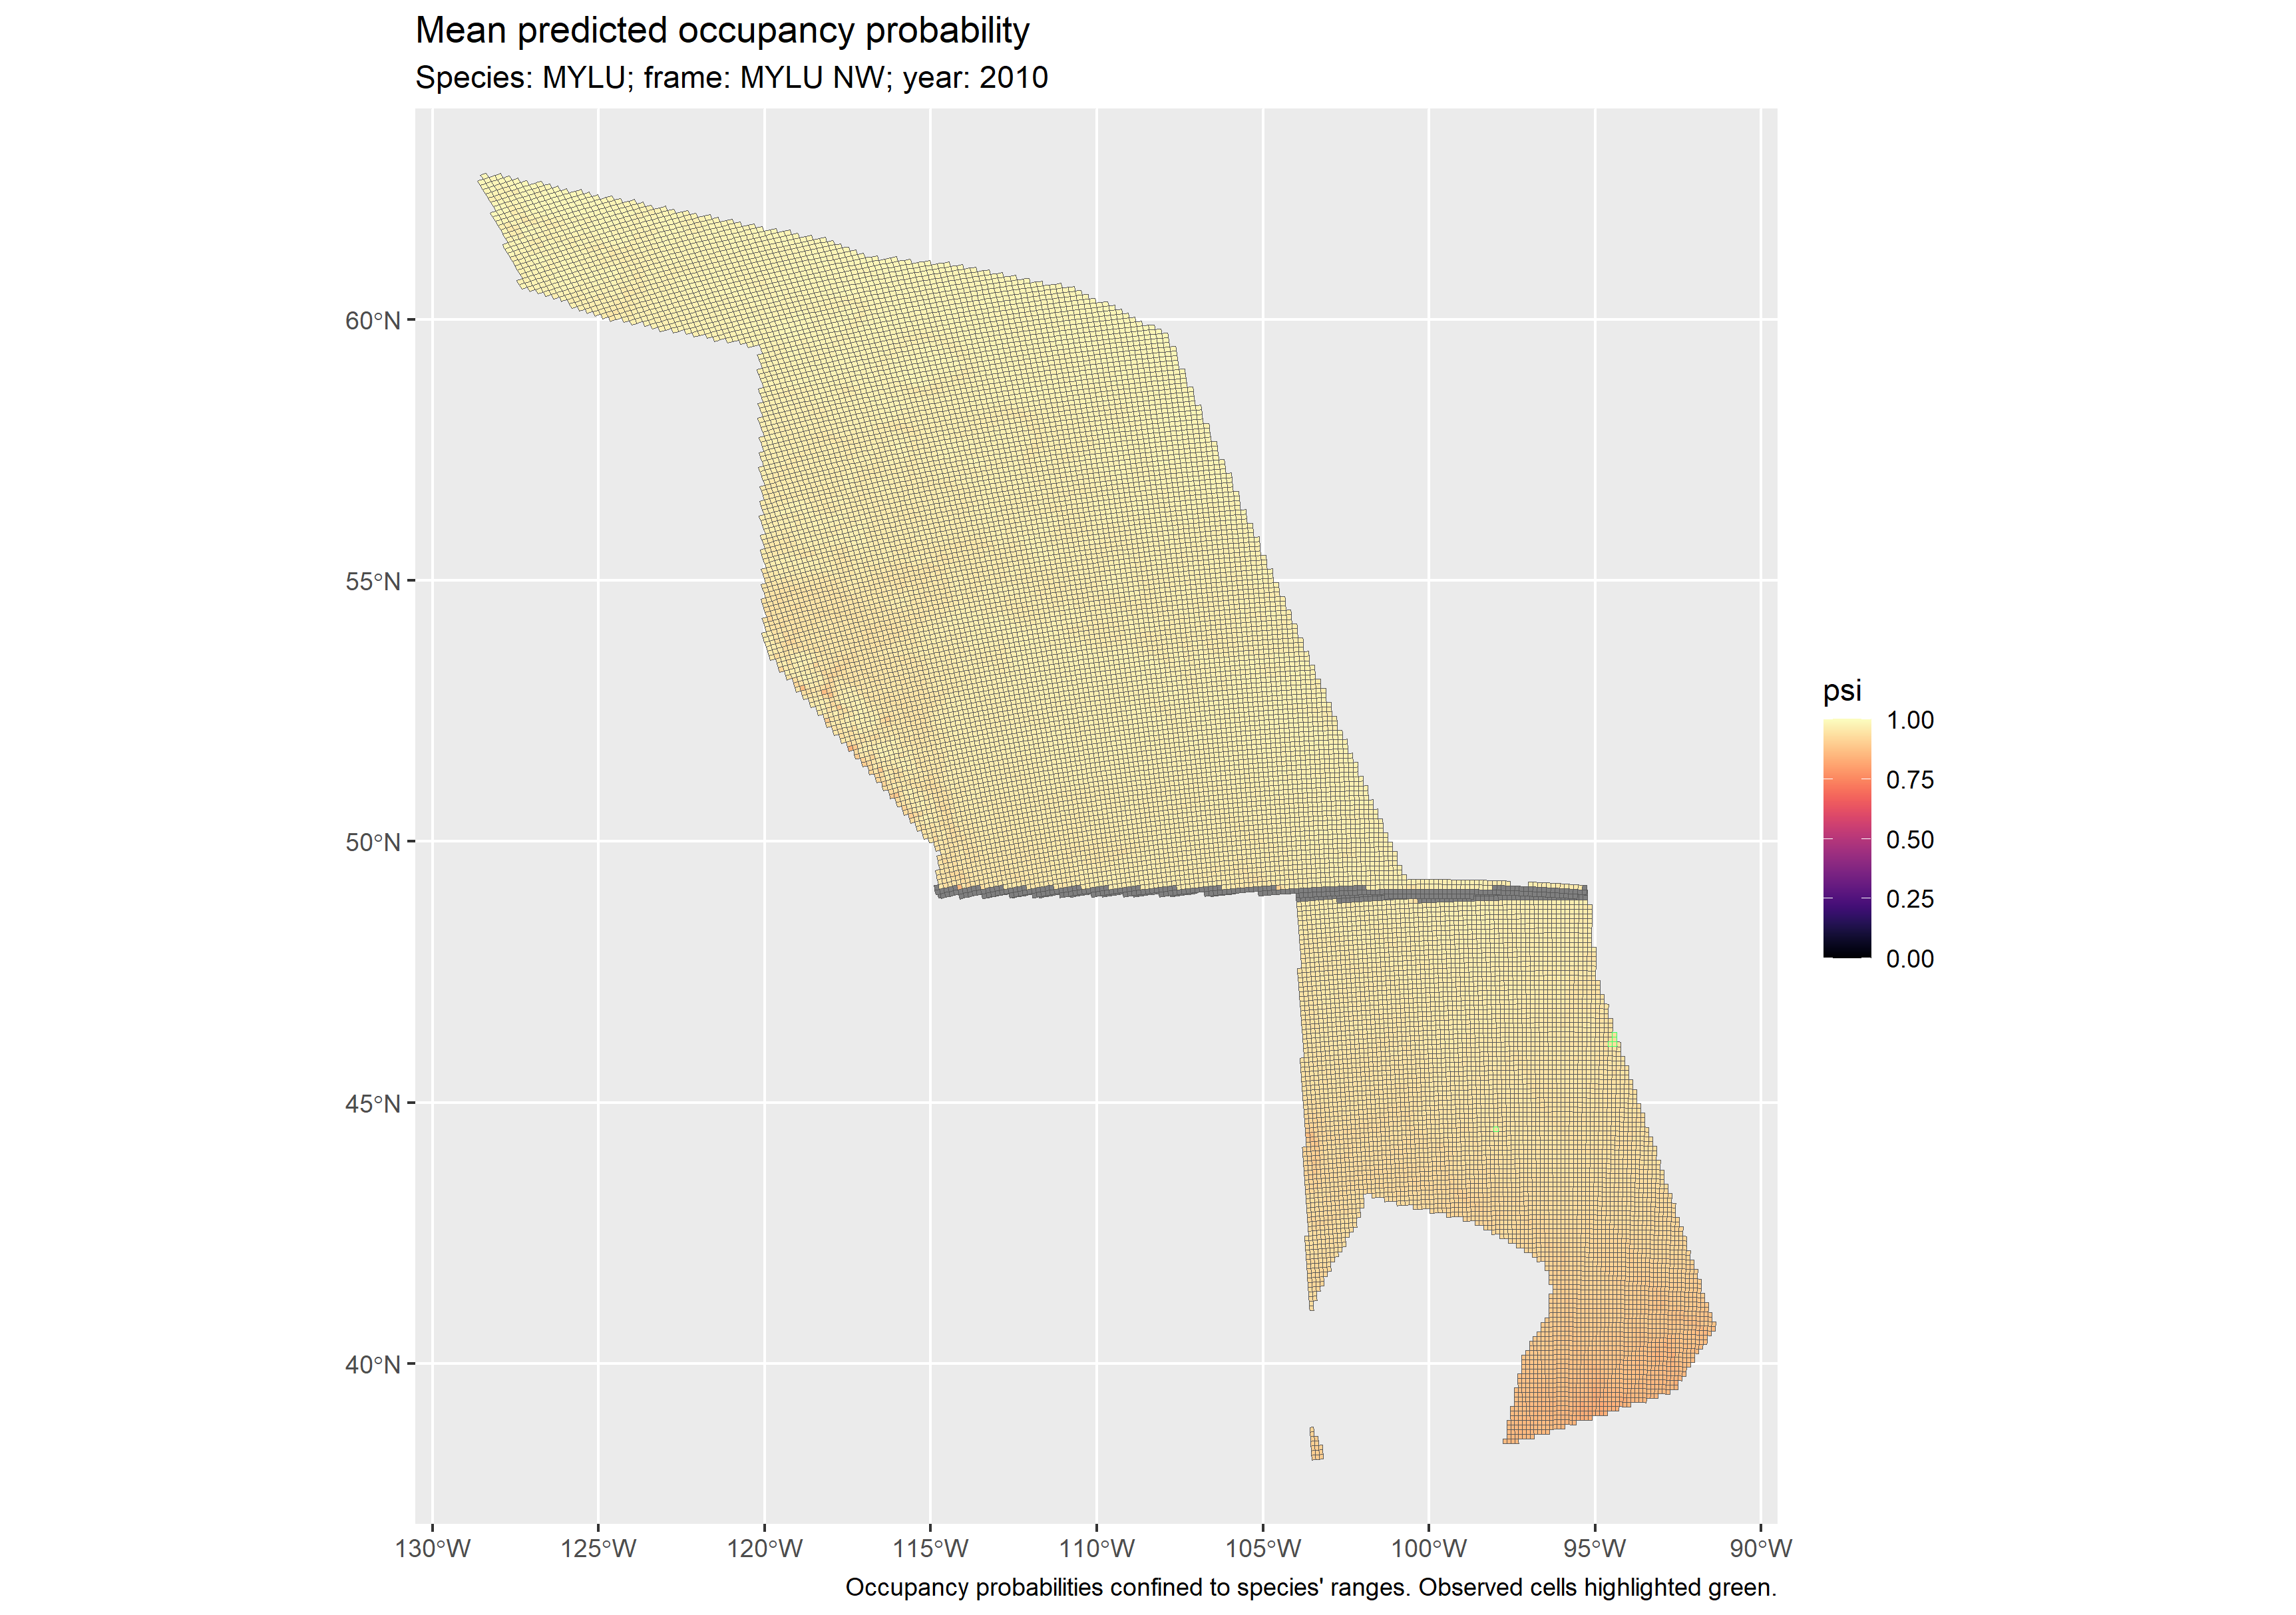 Mean predicted occupancy probability
Species: MYLU; frame: MYLU NW; year: 2010
60°N
55°N
50°N
45°N
40°N
130°W
125°W
120°W
115°W
110°W
105°W
100°W
95°W
90°W
psi
1.00
0.75
0.50
0.25
0.00
Occupancy probabilities confined to species' ranges. Observed cells highlighted green.